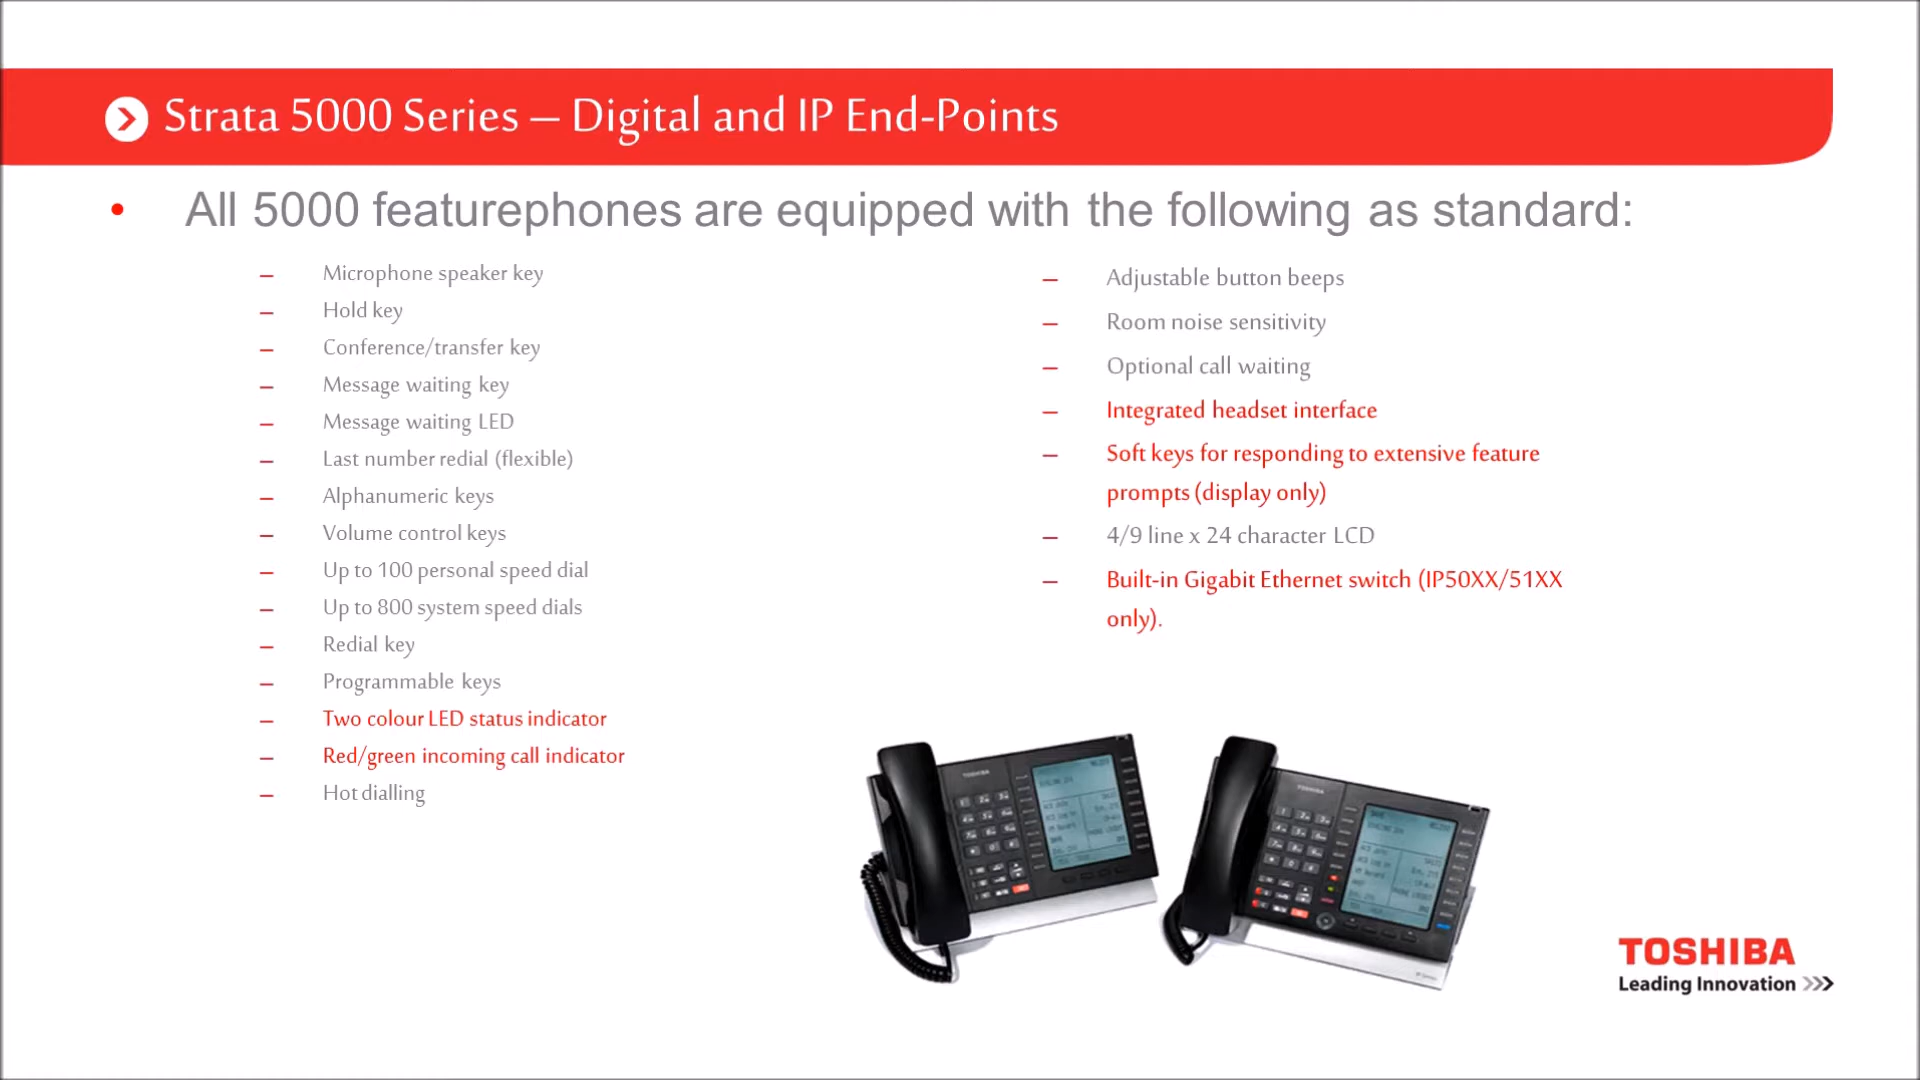 Strata 5000 Series – Digital and IP End-Points
• All 5000 featurephones are equipped with the following as standard:
– Microphone speaker key
– Hold key
– Conference/transfer key
– Message waiting key
– Message waiting LED
– Last number redial (flexible)
– Alphanumeric keys
– Volume control keys
– Up to 100 personal speed dial
– Up to 800 system speed dials
– Redial key
– Programmable keys
– Two colour LED status indicator
– Red/green incoming call indicator
– Hot dialling
– Adjustable button beeps
– Room noise sensitivity
– Optional call waiting
– Integrated headset interface
– Soft keys for responding to extensive feature
prompts (display only)
– 4/9 line x 24 character LCD
– Built-in Gigabit Ethernet switch (IP50XX/51XX
only).
TOSHIBA
TOSHIBA
TOSHIBA
Leading Innovation >>>